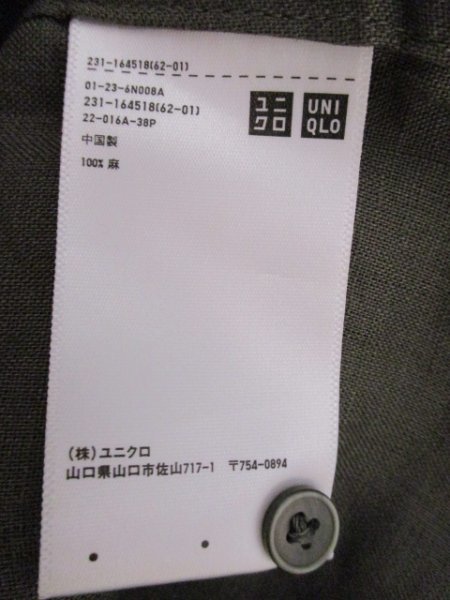 231-164518(62-01)
01-23-6N008A
231-164518(62-01)
22-016A-38P
中国製
100% 麻
ユニ
クロ
UNI
QLO
(株)ユニクロ
山口県山口市佐山717-1 〒754-0894